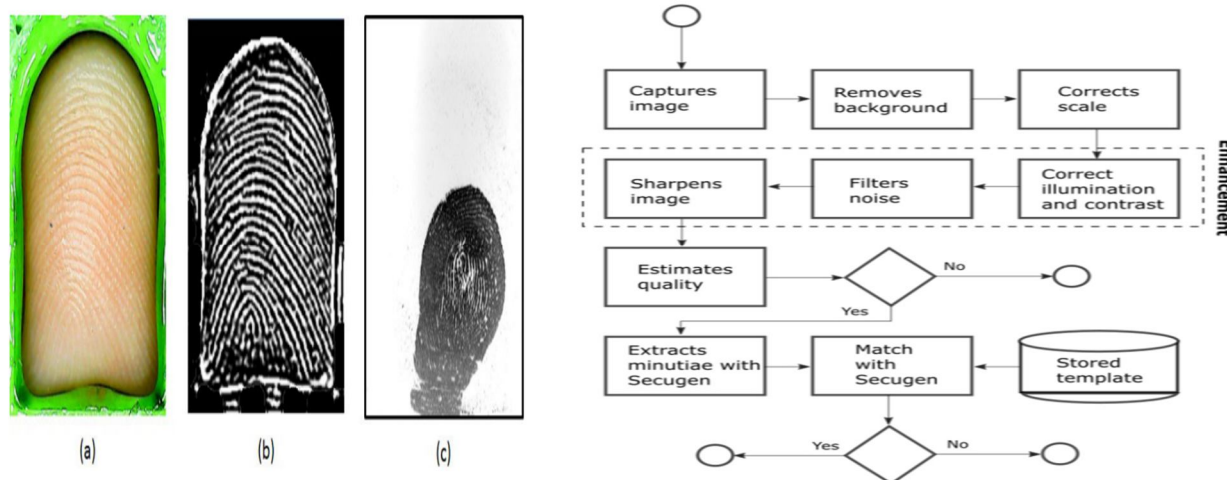 (a)
(b)
(c)
Captures
image
Removes
background
Corrects
scale
Sharpens
image
Filters
noise
Correct
illumination
and contrast
Enhancement
Estimates
quality
No
Yes
Extracts
minutiae with
Secugen
Match
with
Secugen
Stored
template
Yes
No